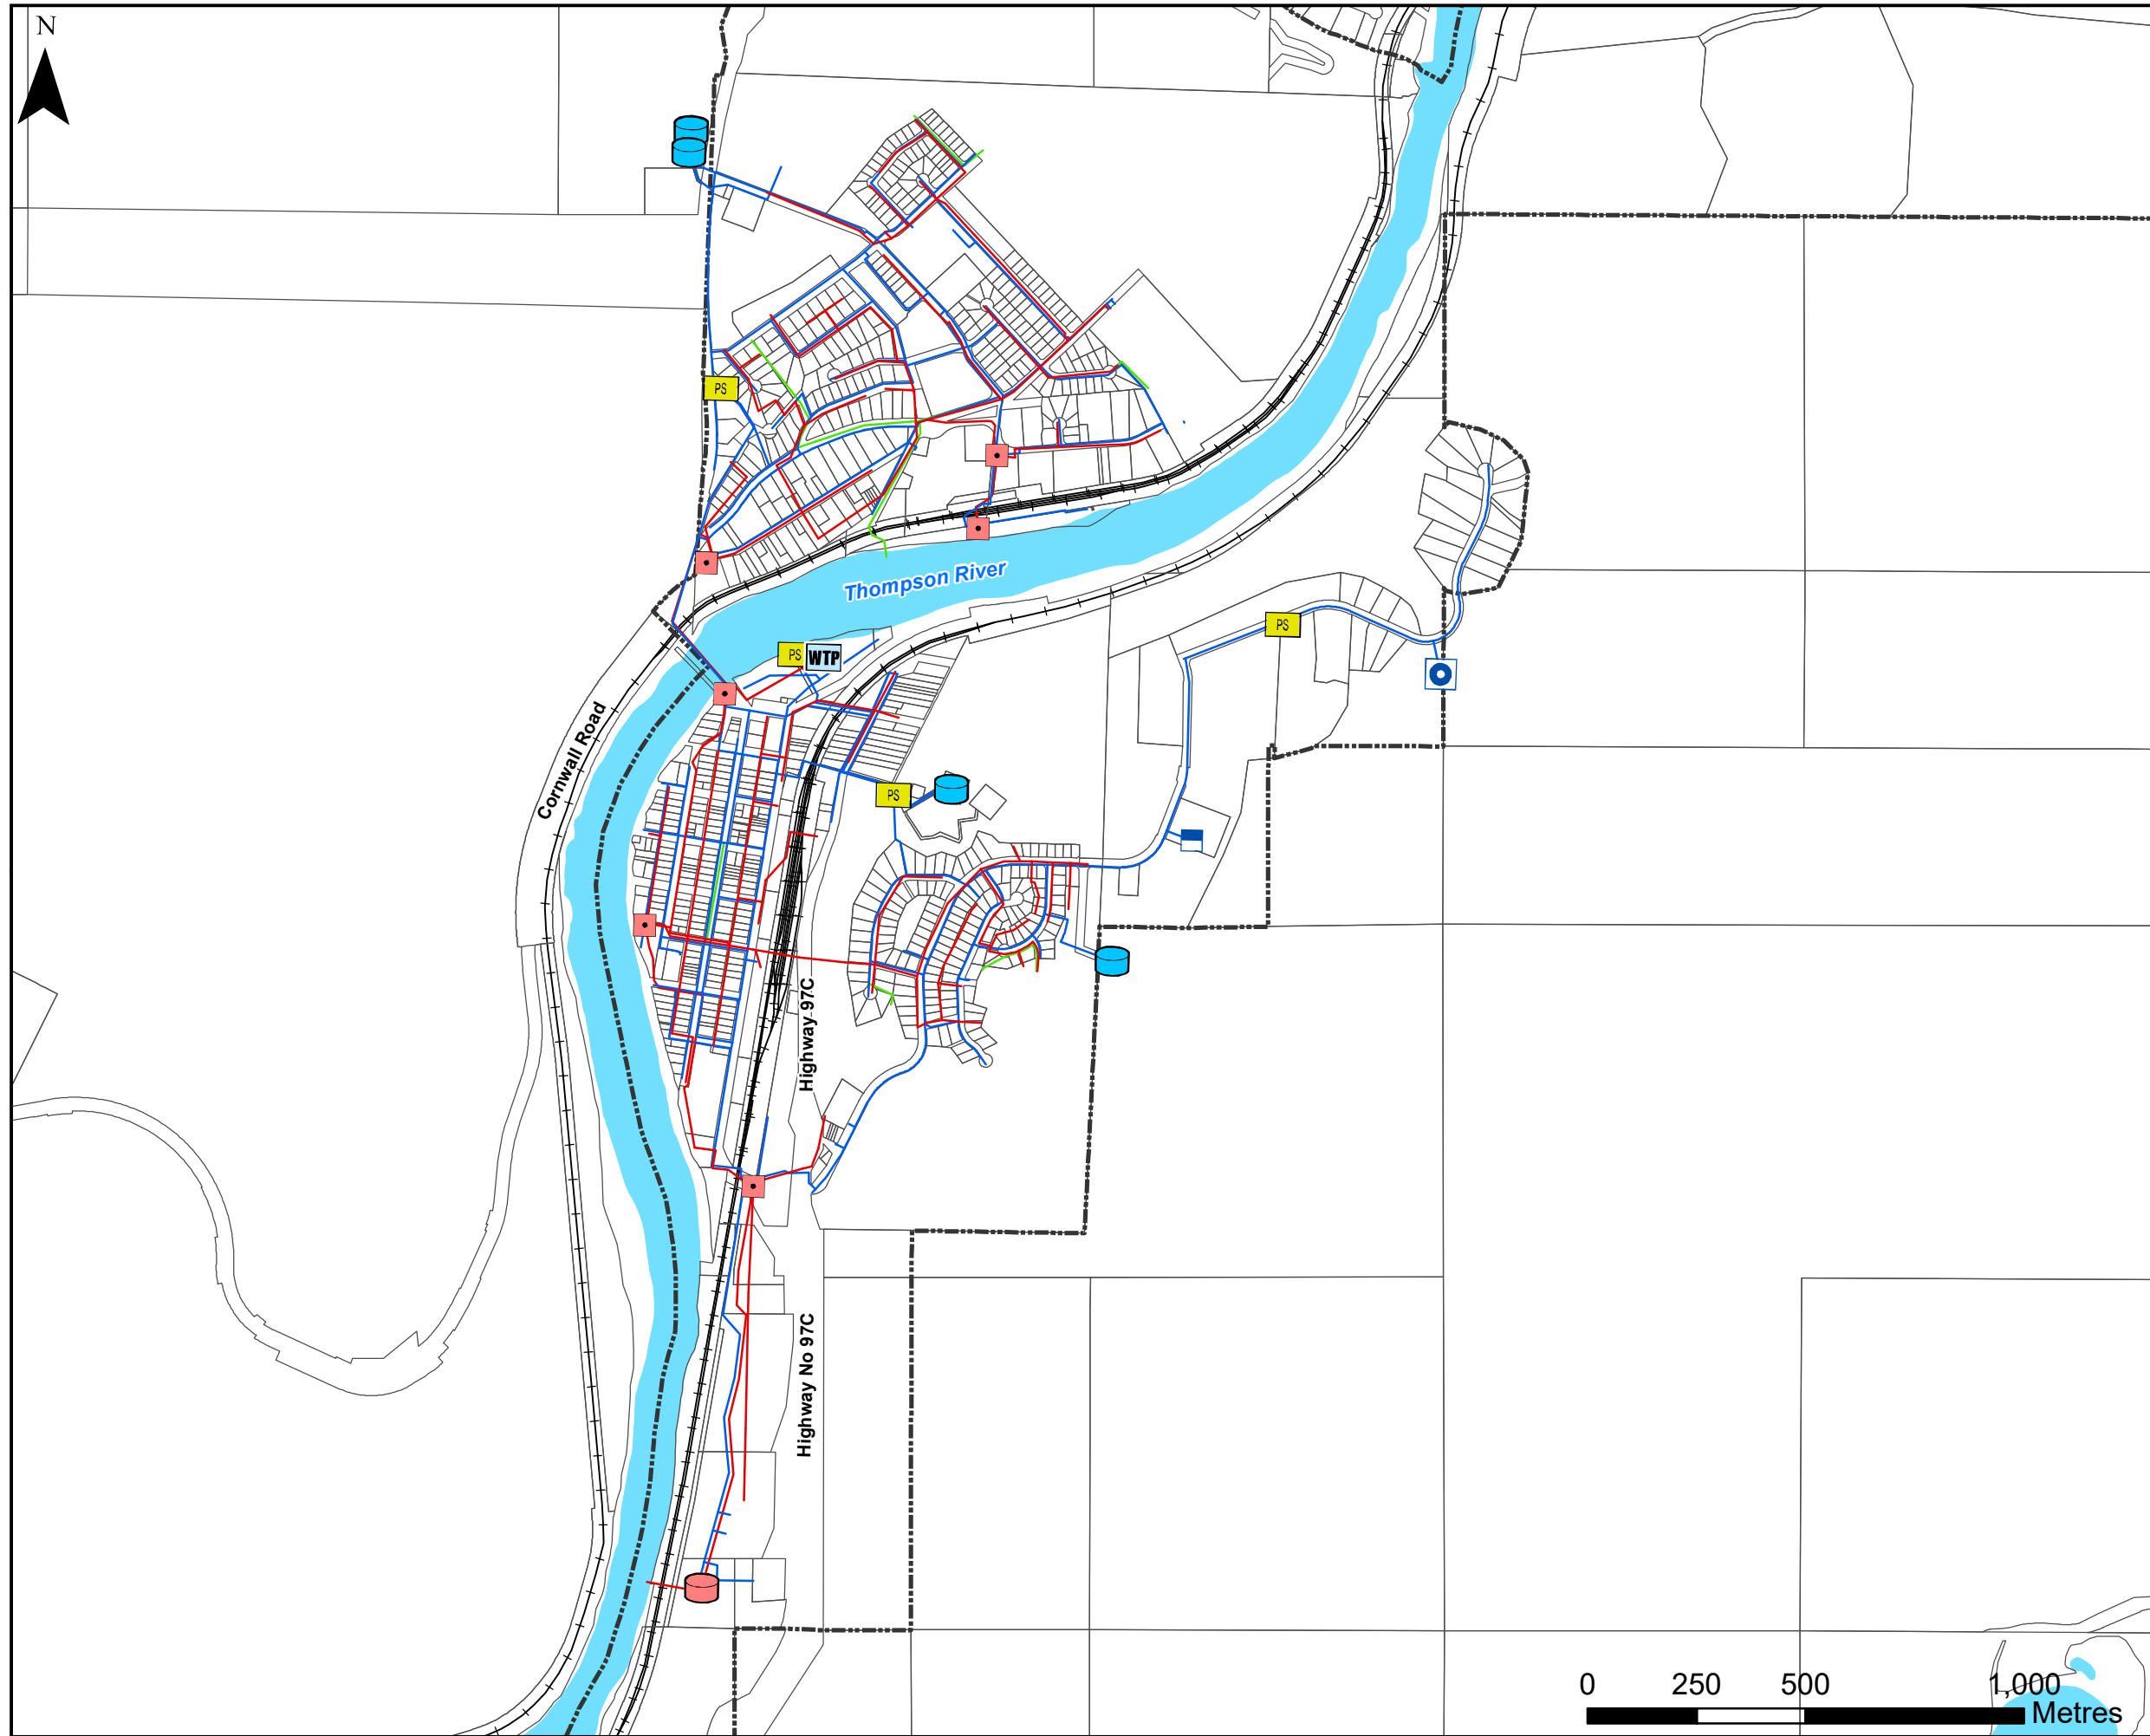 N
PS
Thompson River
PS
PS WTP
Cornwall Road
PS
Highway 97C
Highway No 97C
0 250 500 1,000
Metres